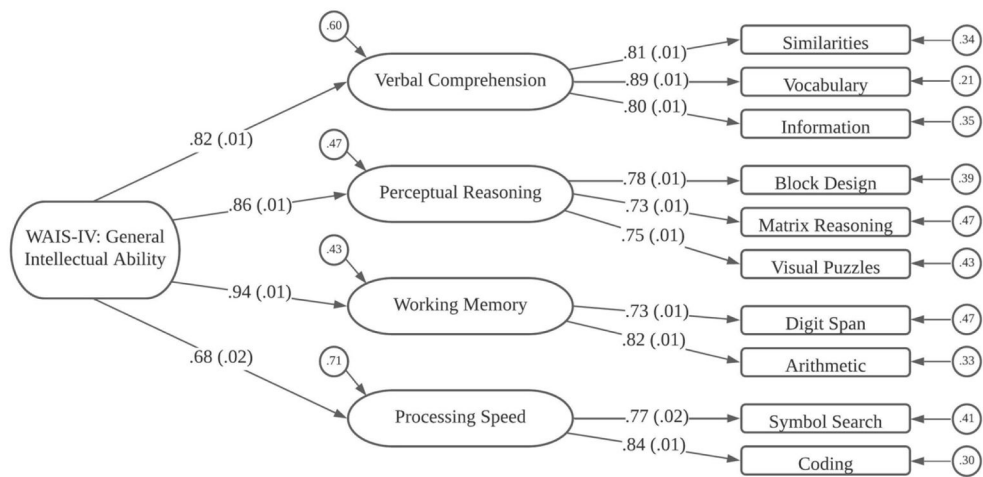 .60
Verbal Comprehension
.81 (.01)
Similarities
.34
.89 (.01)
Vocabulary
.21
.80 (.01)
Information
.35
.82 (.01)
.47
Perceptual Reasoning
.78 (.01)
Block Design
.39
.73 (.01)
Matrix Reasoning
.47
.75 (.01)
Visual Puzzles
.43
.86 (.01)
WAIS-IV: General
Intellectual Ability
.43
Working Memory
.73 (.01)
Digit Span
.47
.82 (.01)
Arithmetic
.33
.94 (.01)
.68 (.02)
.71
Processing Speed
.77 (.02)
Symbol Search
.41
.84 (.01)
Coding
.30